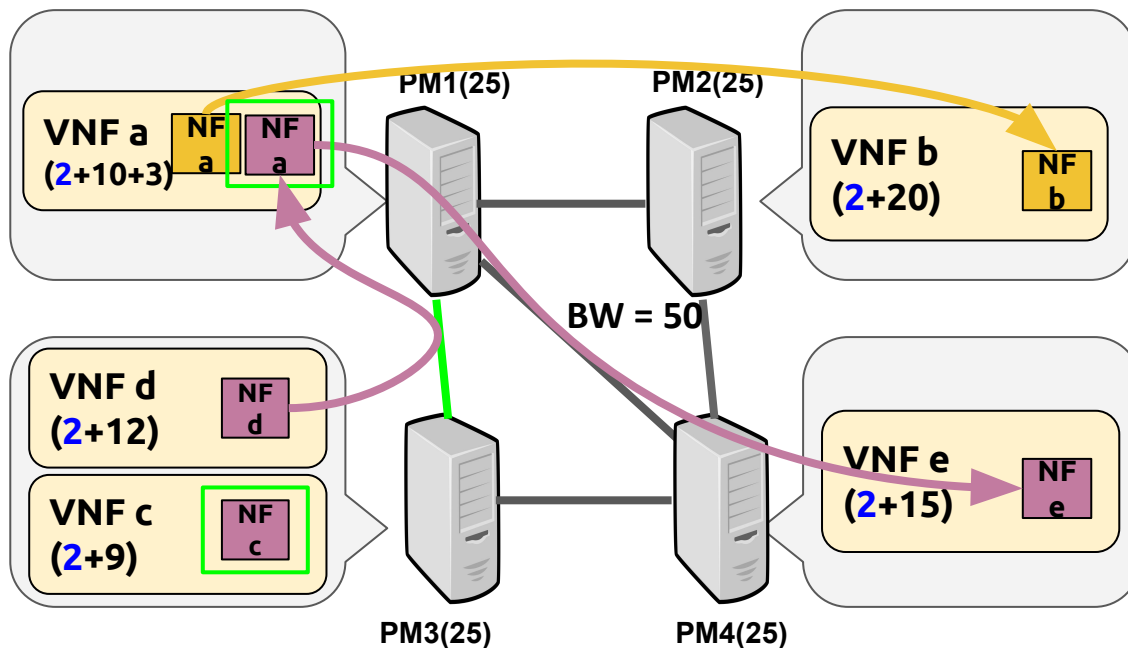 PM1(25)
PM2(25)
VNF a
(2+10+3)
NF
a
NF
a
VNF b
(2+20)
NF
b
BW = 50
VNF d
(2+12)
NF
d
VNF c
(2+9)
NF
c
VNF e
(2+15)
NF
e
PM3(25)
PM4(25)